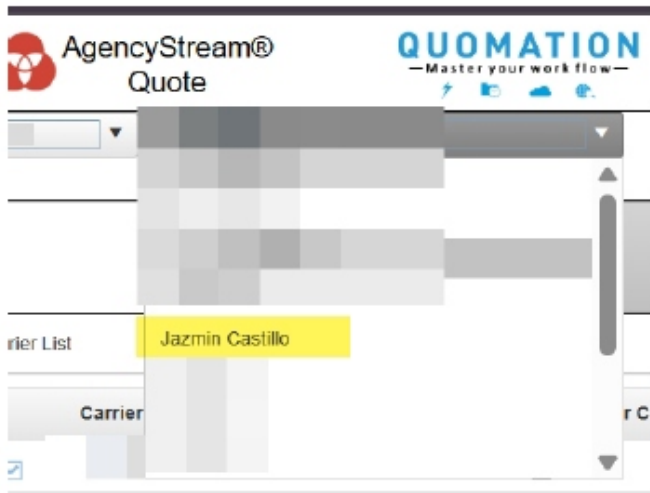 AgencyStream®
Quote
QUOMATION
—Master your work flow—
rier List
Jazmin Castillo
Carrier
r C